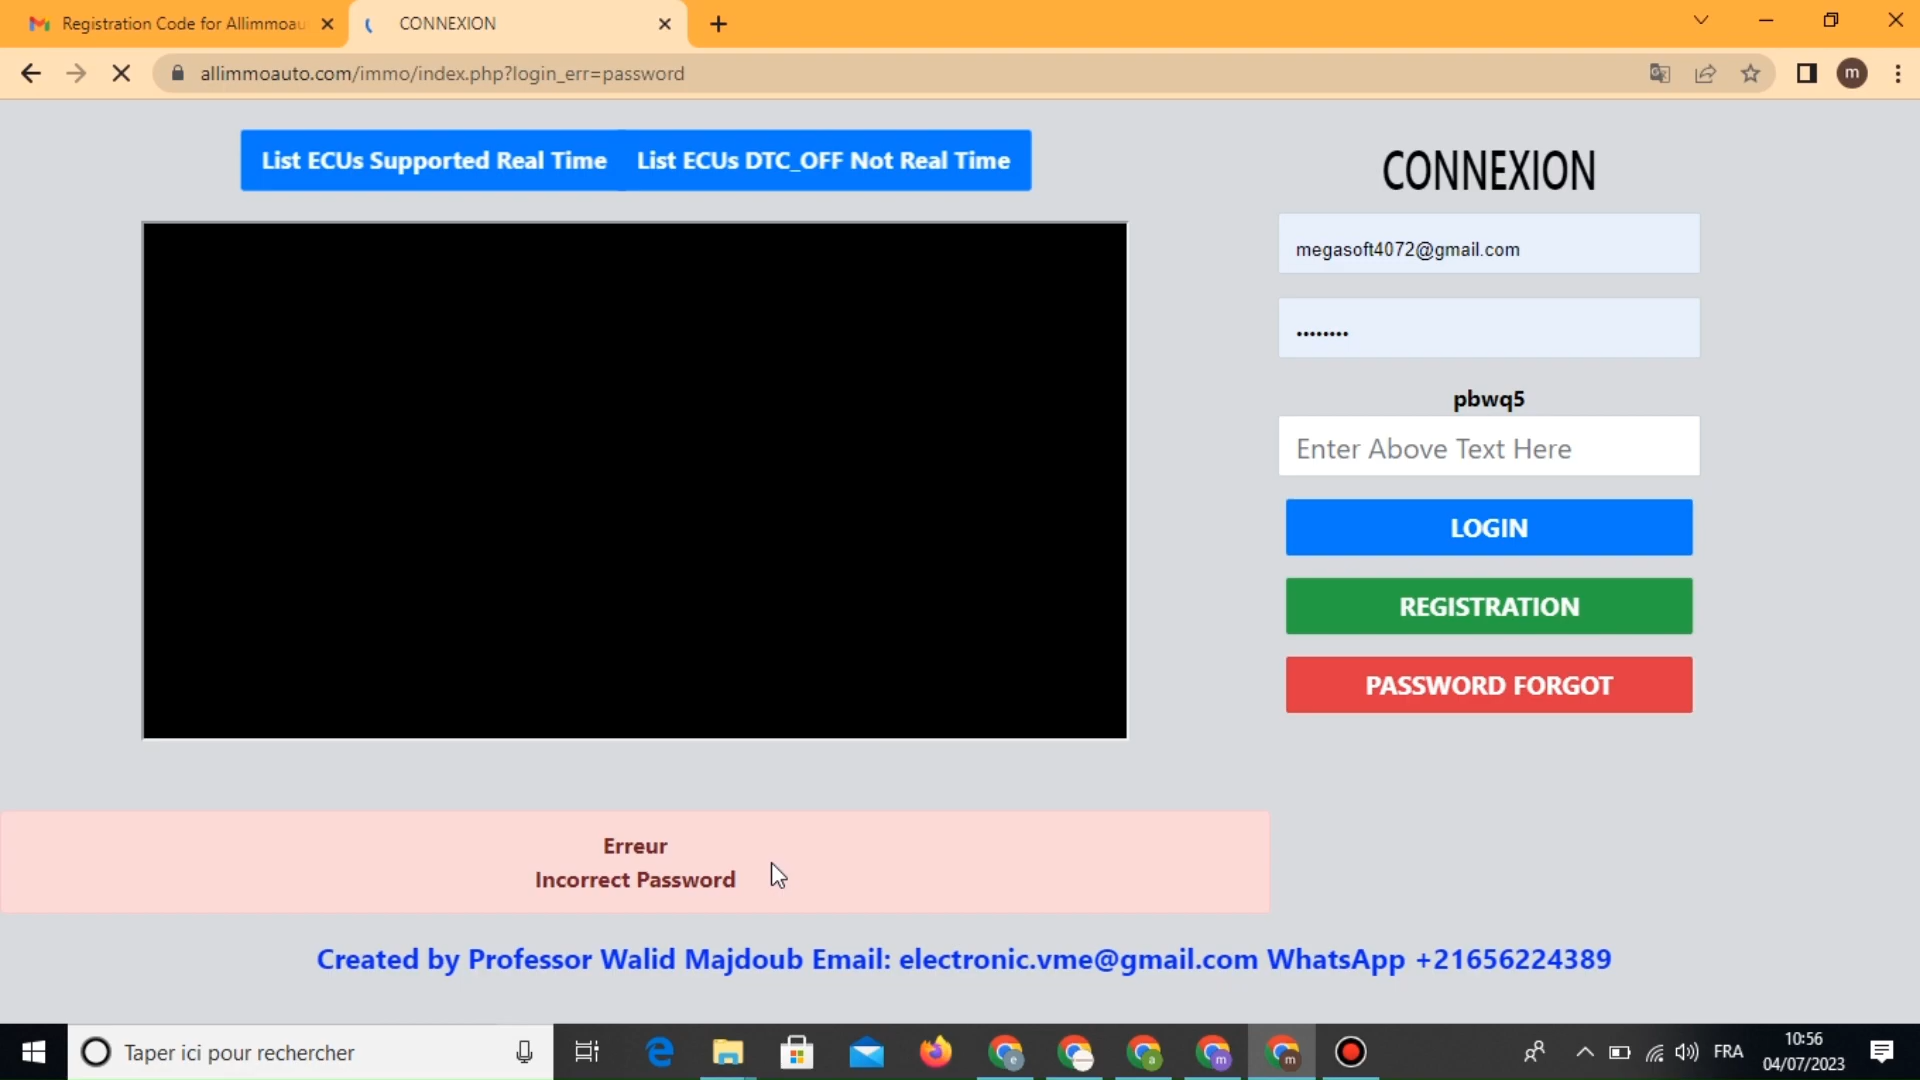 Registration Code for Allimmoau
CONNEXION
allimmoauto.com/immo/index.php?login_err=password
m
List ECUs Supported Real Time
List ECUs DTC_OFF Not Real Time
CONNEXION
megasoft4072@gmail.com
••••••••
pbwq5
Enter Above Text Here
LOGIN
REGISTRATION
PASSWORD FORGOT
Erreur
Incorrect Password
Created by Professor Walid Majdoub Email: electronic.vme@gmail.com WhatsApp +21656224389
Taper ici pour rechercher
e
a
m
m
FRA
10:56
04/07/2023